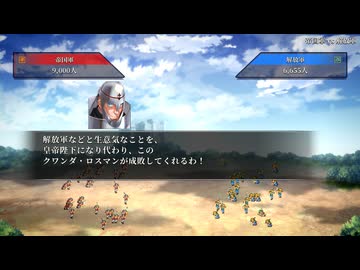 帝国軍
9,000人
解放軍
6,655人
解放軍などと生意気なことを、
皇帝陛下になり代わり、この
クワンダ・ロスマンが成敗してくれるわ！